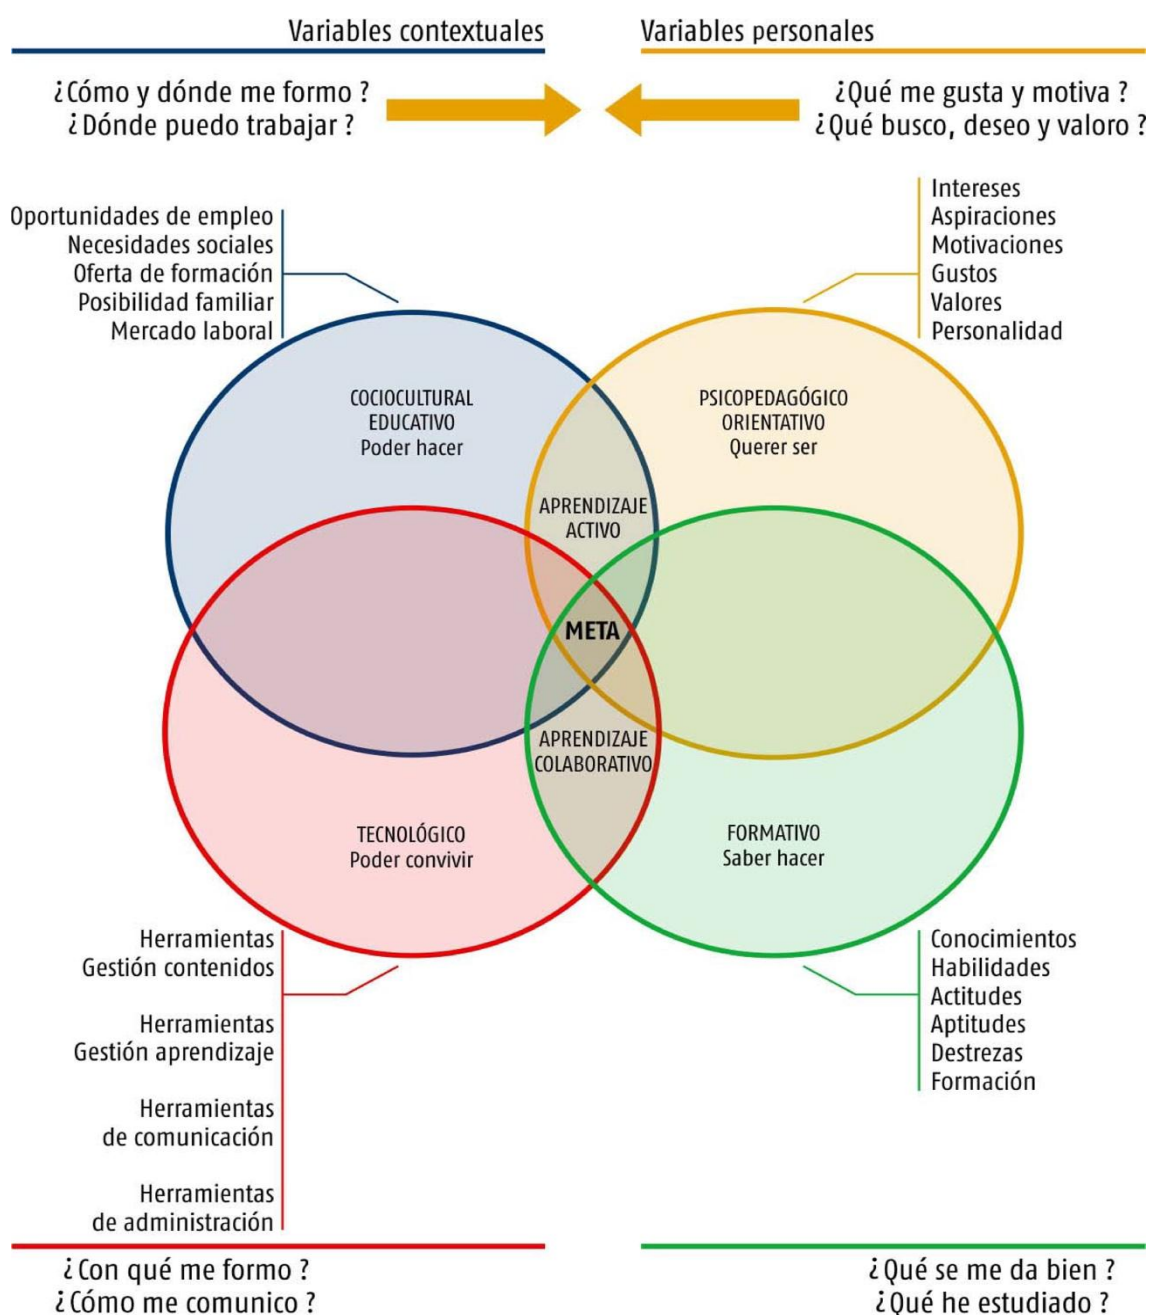 Variables contextuales
Variables personales
¿Cómo y dónde me formo ?
¿Dónde puedo trabajar ?
¿Qué me gusta y motiva ?
¿Qué busco, deseo y valoro ?
Oportunidades de empleo
Necesidades sociales
Oferta de formación
Posibilidad familiar
Mercado laboral
Intereses
Aspiraciones
Motivaciones
Gustos
Valores
Personalidad
COCIOCULTURAL
EDUCATIVO
Poder hacer
PSICOPEDAGÓGICO
ORIENTATIVO
Querer ser
APRENDIZAJE
ACTIVO
META
APRENDIZAJE
COLABORATIVO
TECNOLÓGICO
Poder convivir
FORMATIVO
Saber hacer
Herramientas
Gestión contenidos
Herramientas
Gestión aprendizaje
Herramientas
de comunicación
Herramientas
de administración
Conocimientos
Habilidades
Actitudes
Aptitudes
Destrezas
Formación
¿Con qué me formo ?
¿Cómo me comunico ?
¿Qué se me da bien ?
¿Qué he estudiado ?